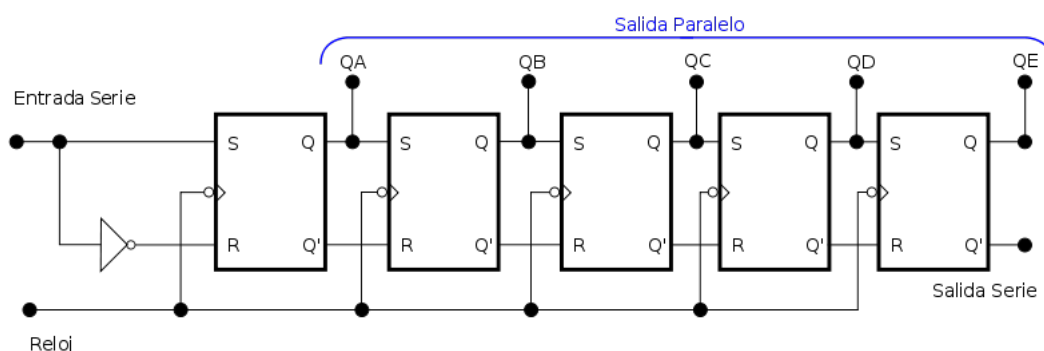 Salida Paralelo
QA QB QC QD QE
Entrada Serie
S Q S Q S Q S Q S Q
R Q' R Q' R Q' R Q' R Q'
Salida Serie
Reloj